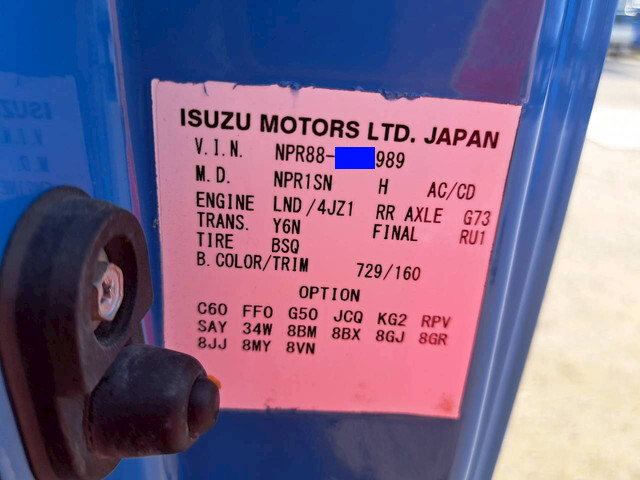 ISUZU MOTORS LTD. JAPAN
V.I.N. NPR88- 989
M.D. NPR1SN H AC/CD
ENGINE LND/4JZ1 RR AXLE G73
TRANS. Y6N FINAL RU1
TIRE BSQ
B.COLOR/TRIM 729/160
OPTION
C60 FF0 G50 JCQ KG2 RPV
SAY 34W 8BM 8BX 8GJ 8GR
8JJ 8MY 8VN